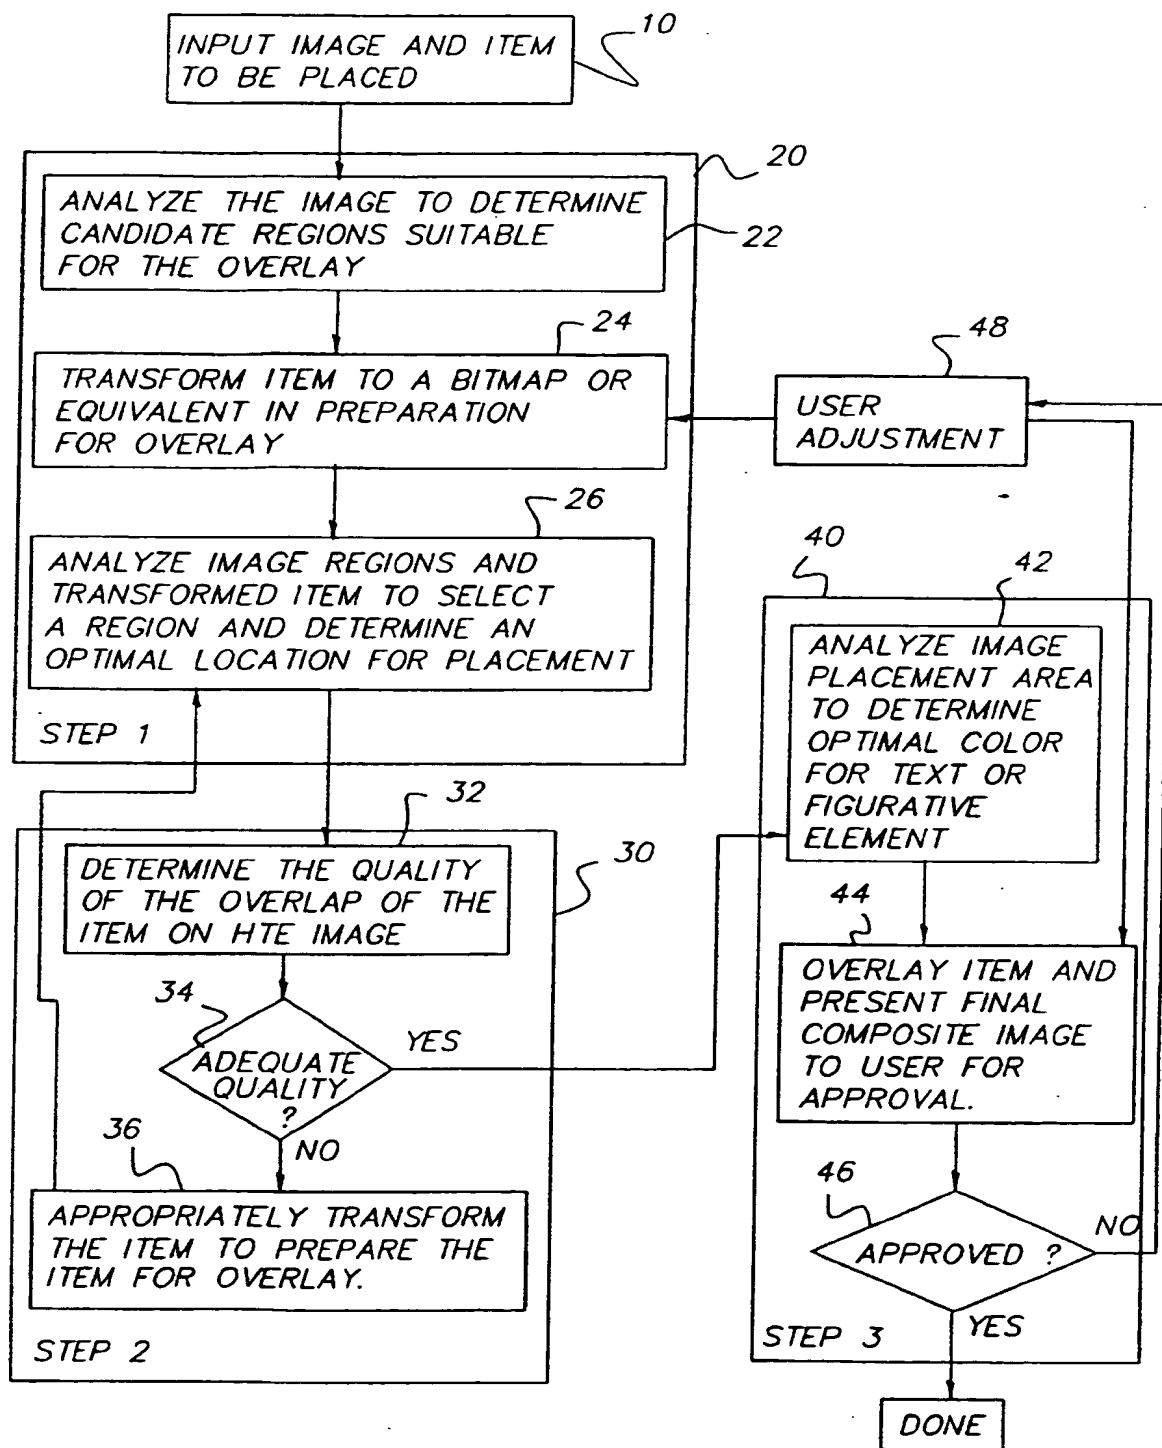 INPUT IMAGE AND ITEM
TO BE PLACED
10
20
ANALYZE THE IMAGE TO DETERMINE
CANDIDATE REGIONS SUITABLE
FOR THE OVERLAY
22
24
TRANSFORM ITEM TO A BITMAP OR
EQUIVALENT IN PREPARATION
FOR OVERLAY
26
ANALYZE IMAGE REGIONS AND
TRANSFORMED ITEM TO SELECT
A REGION AND DETERMINE AN
OPTIMAL LOCATION FOR PLACEMENT
STEP 1
32
30
DETERMINE THE QUALITY
OF THE OVERLAP OF THE
ITEM ON HTE IMAGE
34
ADEQUATE
QUALITY
?
YES
NO
36
APPROPRIATELY TRANSFORM
THE ITEM TO PREPARE THE
ITEM FOR OVERLAY.
STEP 2
48
USER
ADJUSTMENT
40
42
ANALYZE IMAGE
PLACEMENT AREA
TO DETERMINE
OPTIMAL COLOR
FOR TEXT OR
FIGURATIVE
ELEMENT
44
OVERLAY ITEM AND
PRESENT FINAL
COMPOSITE IMAGE
TO USER FOR
APPROVAL.
46
APPROVED ?
NO
YES
STEP 3
DONE